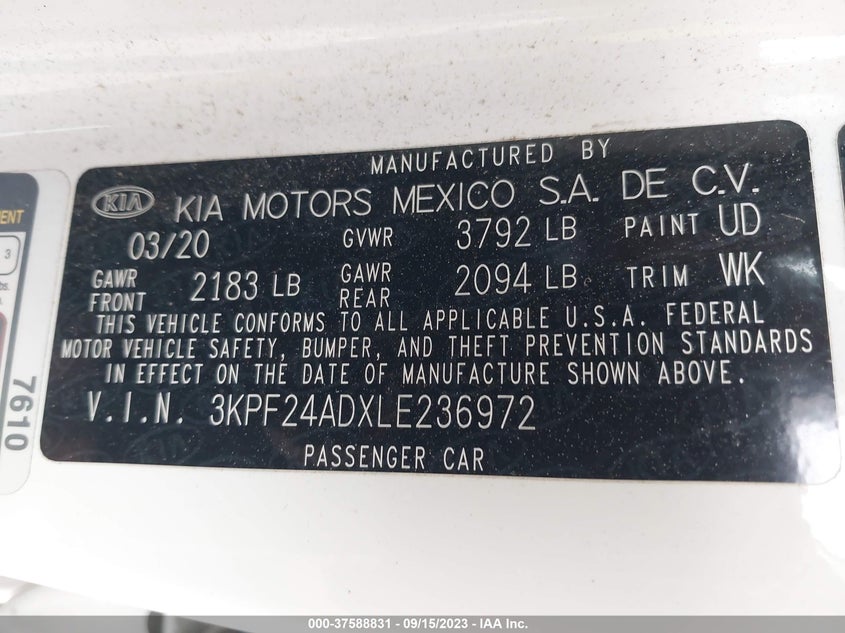 MANUFACTURED BY
KIA KIA MOTORS MEXICO S.A. DE C.V.
03/20 GVWR 3792 LB PAINT UD
GAWR FRONT 2183 LB GAWR REAR 2094 LB TRIM WK
THIS VEHICLE CONFORMS TO ALL APPLICABLE U.S.A. FEDERAL
MOTOR VEHICLE SAFETY, BUMPER, AND THEFT PREVENTION STANDARDS
IN EFFECT ON THE DATE OF MANUFACTURE SHOWN ABOVE.
V.I.N. 3KPF24ADXLE236972
PASSENGER CAR
3
7610
000-37588831 - 09/15/2023 - IAA Inc.